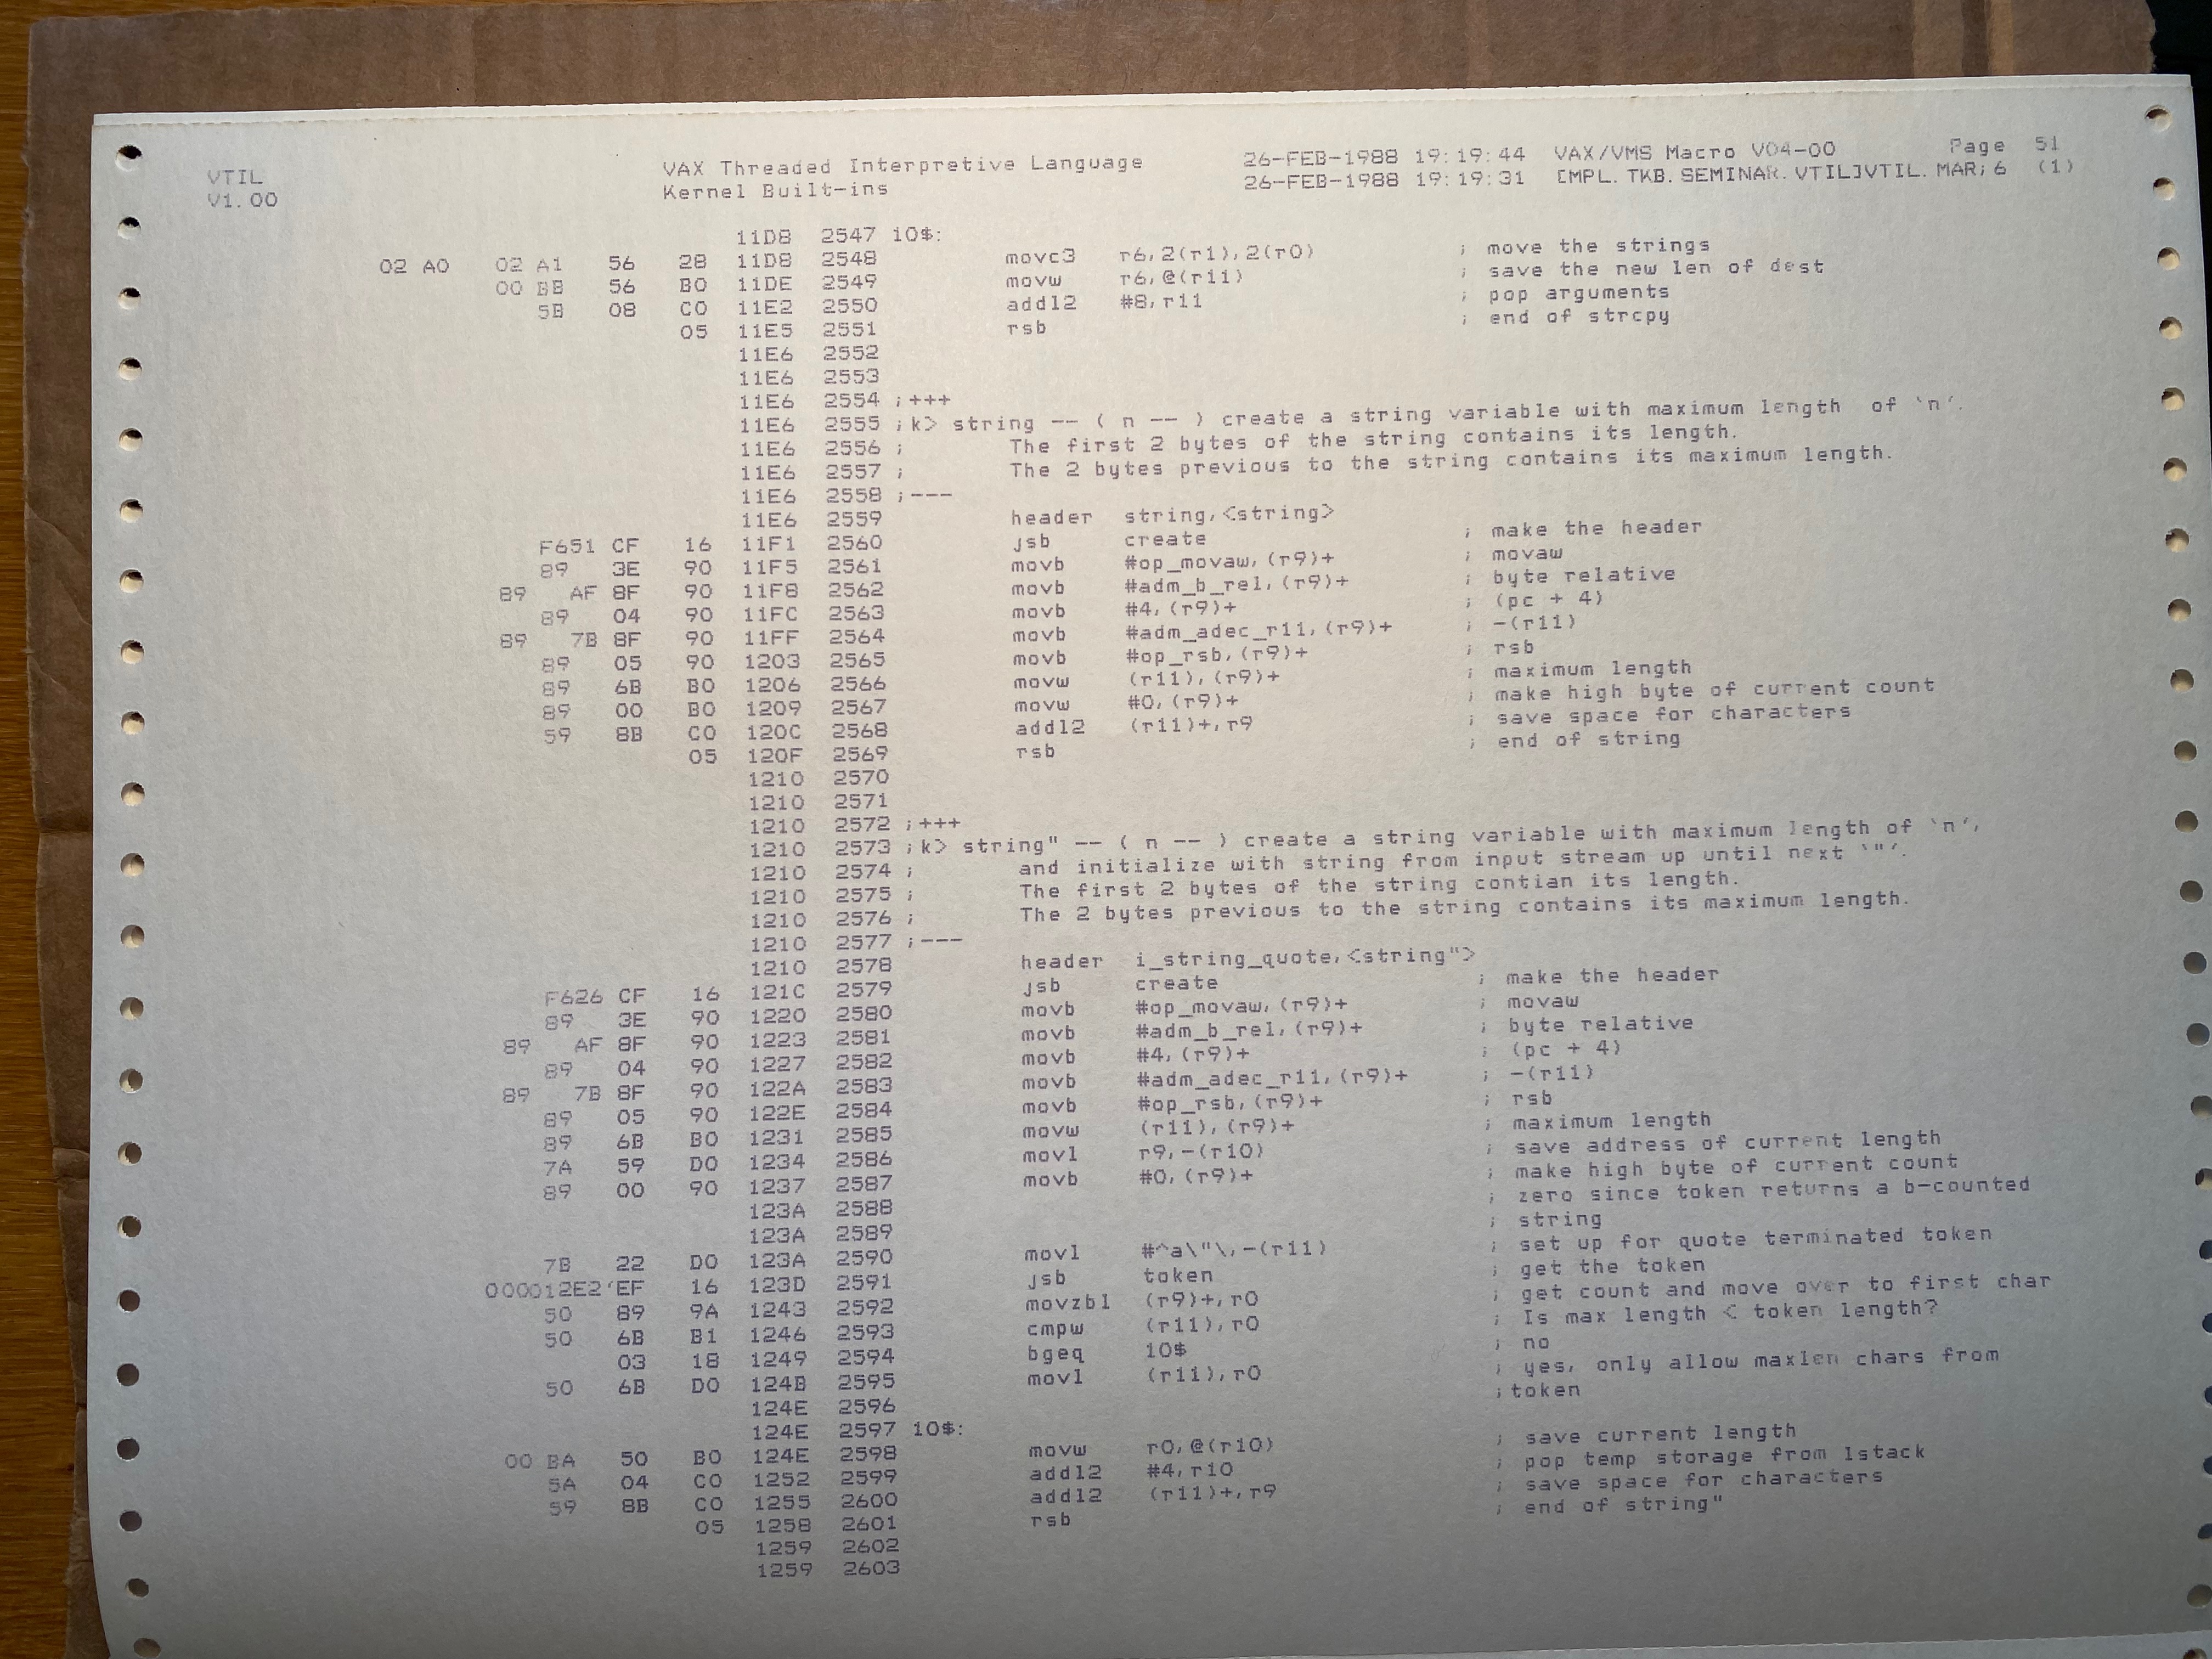 VTIL VAX Threaded Interpretive Language 26-FEB-1988 19:19:44 VAX/VMS Macro V04-00 Page 51
V1.00 Kernel Built-ins 26-FEB-1988 19:19:31 [MPL.TKB.SEMINAR.VTIL]VTIL.MAR;6 (1)
11D8 2547 10$:
02 A0 02 A1 56 28 11D8 2548 movc3 r6,2(r1),2(r0) ; move the strings
00 BB 56 B0 11DE 2549 movw r6,@(r11) ; save the new len of dest
5B 08 C0 11E2 2550 addl2 #8,r11 ; pop arguments
05 11E5 2551 rsb ; end of strcpy
11E6 2552
11E6 2553
11E6 2554 ;+++
11E6 2555 ;k> string -- ( n -- ) create a string variable with maximum length of `n'.
11E6 2556 ; The first 2 bytes of the string contains its length.
11E6 2557 ; The 2 bytes previous to the string contains its maximum length.
11E6 2558 ;---
11E6 2559 header string,<string>
F651 CF 16 11F1 2560 jsb create ; make the header
89 3E 90 11F5 2561 movb #op_movaw,(r9)+ ; movaw
89 AF 8F 90 11F8 2562 movb #adm_b_rel,(r9)+ ; byte relative
89 04 90 11FC 2563 movb #4,(r9)+ ; (pc + 4)
89 7B 8F 90 11FF 2564 movb #adm_adec_r11,(r9)+ ; -(r11)
89 05 90 1203 2565 movb #op_rsb,(r9)+ ; rsb
89 6B B0 1206 2566 movw (r11),(r9)+ ; maximum length
89 00 B0 1209 2567 movw #0,(r9)+ ; make high byte of current count
59 8B C0 120C 2568 addl2 (r11)+,r9 ; save space for characters
05 120F 2569 rsb ; end of string
1210 2570
1210 2571
1210 2572 ;+++
1210 2573 ;k> string" -- ( n -- ) create a string variable with maximum length of `n',
1210 2574 ; and initialize with string from input stream up until next `"'.
1210 2575 ; The first 2 bytes of the string contian its length.
1210 2576 ; The 2 bytes previous to the string contains its maximum length.
1210 2577 ;---
1210 2578 header i_string_quote,<string">
F626 CF 16 121C 2579 jsb create ; make the header
89 3E 90 1220 2580 movb #op_movaw,(r9)+ ; movaw
89 AF 8F 90 1223 2581 movb #adm_b_rel,(r9)+ ; byte relative
89 04 90 1227 2582 movb #4,(r9)+ ; (pc + 4)
89 7B 8F 90 122A 2583 movb #adm_adec_r11,(r9)+ ; -(r11)
89 05 90 122E 2584 movb #op_rsb,(r9)+ ; rsb
89 6B B0 1231 2585 movw (r11),(r9)+ ; maximum length
7A 59 D0 1234 2586 movl r9,-(r10) ; save address of current length
89 00 90 1237 2587 movb #0,(r9)+ ; make high byte of current count
123A 2588 ; zero since token returns a b-counted
123A 2589 ; string
7B 22 D0 123A 2590 movl #^a\"\,-(r11) ; set up for quote terminated token
000012E2'EF 16 123D 2591 jsb token ; get the token
50 89 9A 1243 2592 movzbl (r9)+,r0 ; get count and move over to first char
50 6B B1 1246 2593 cmpw (r11),r0 ; Is max length < token length?
03 18 1249 2594 bgeq 10$ ; no
50 6B D0 124B 2595 movl (r11),r0 ; yes, only allow maxlen chars from
124E 2596 ;token
124E 2597 10$:
00 BA 50 B0 124E 2598 movw r0,@(r10) ; save current length
5A 04 C0 1252 2599 addl2 #4,r10 ; pop temp storage from lstack
59 8B C0 1255 2600 addl2 (r11)+,r9 ; save space for characters
05 1258 2601 rsb ; end of string"
1259 2602
1259 2603